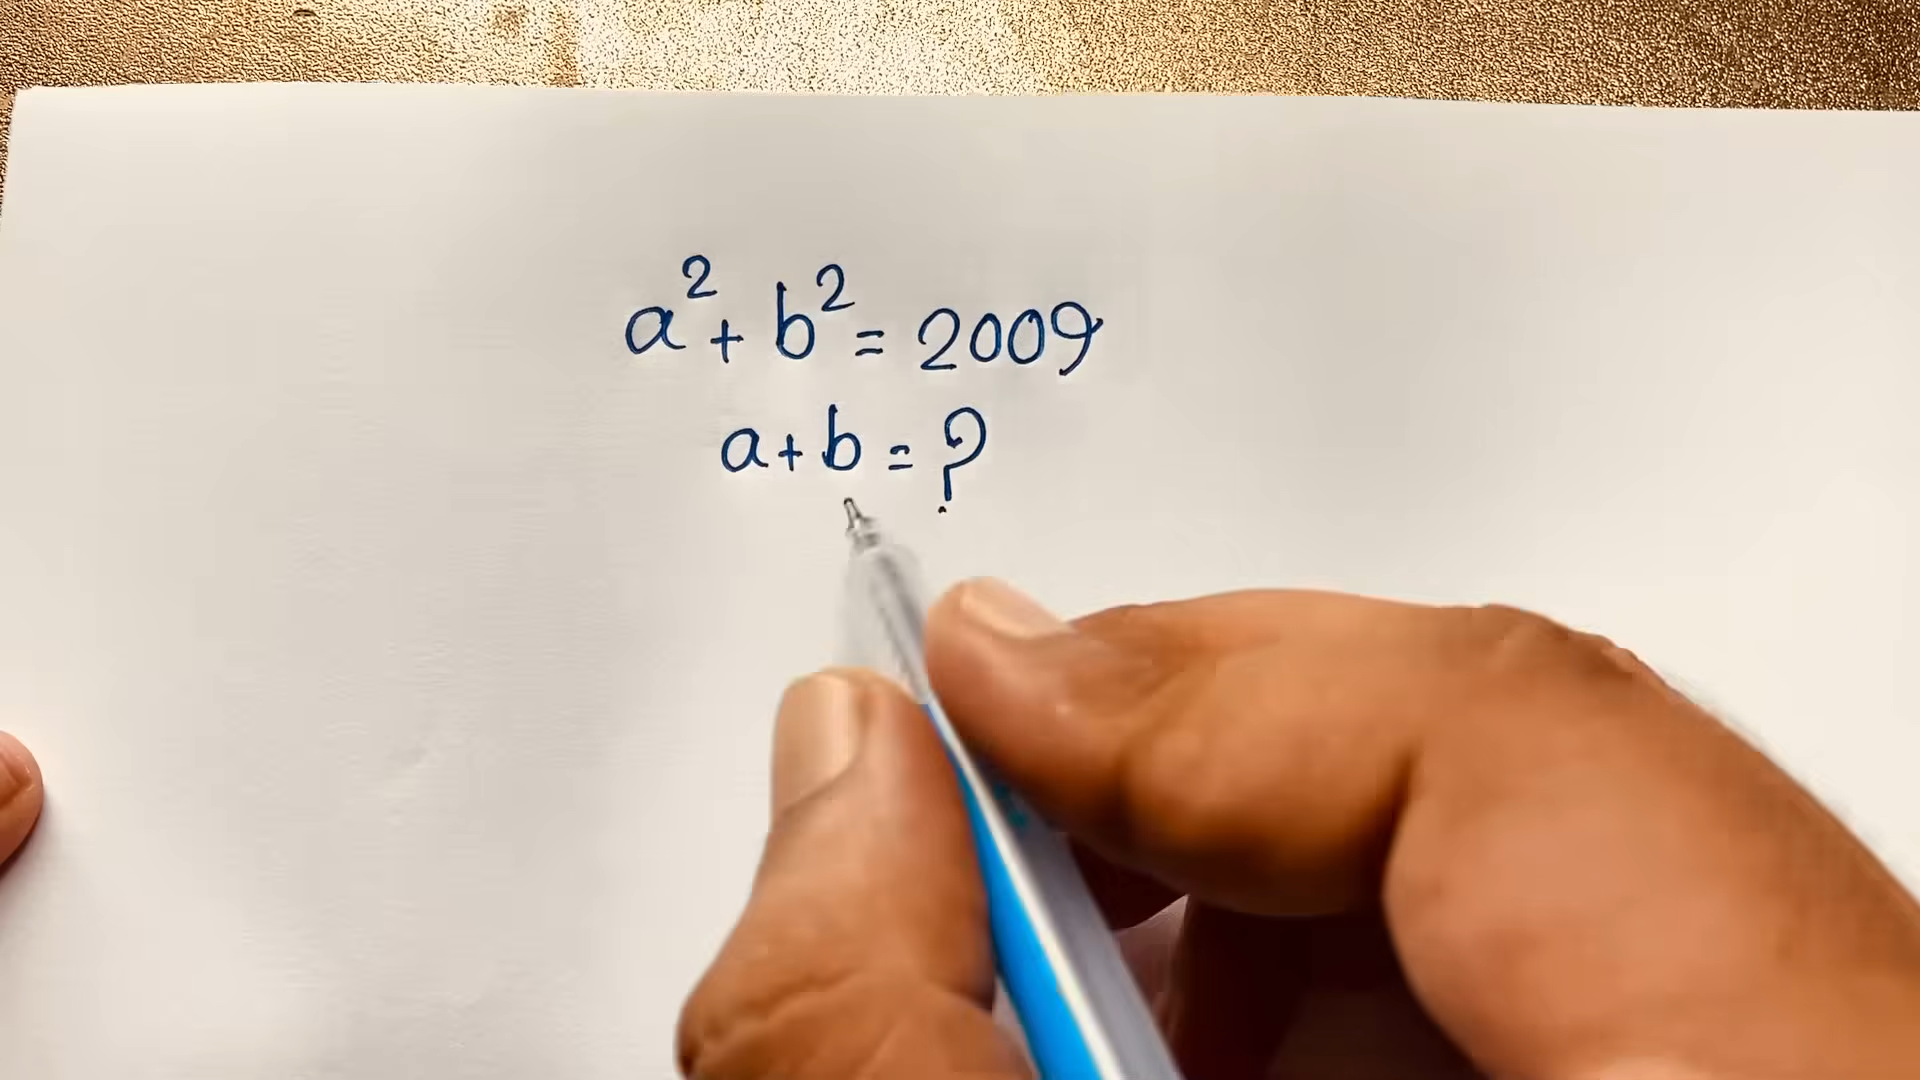 a² + b² = 2009
a + b = ?